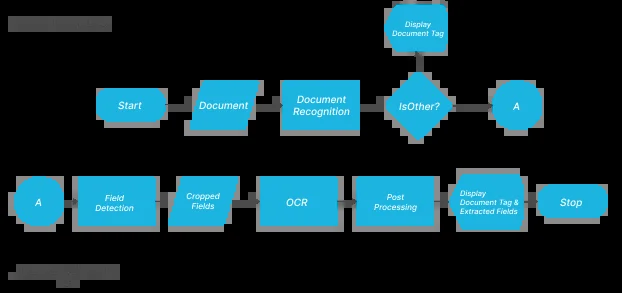 Display
Document Tag
Start
Document
Document
Recognition
IsOther?
A
A
Field
Detection
Cropped
Fields
OCR
Post
Processing
Display
Document Tag &
Extracted Fields
Stop